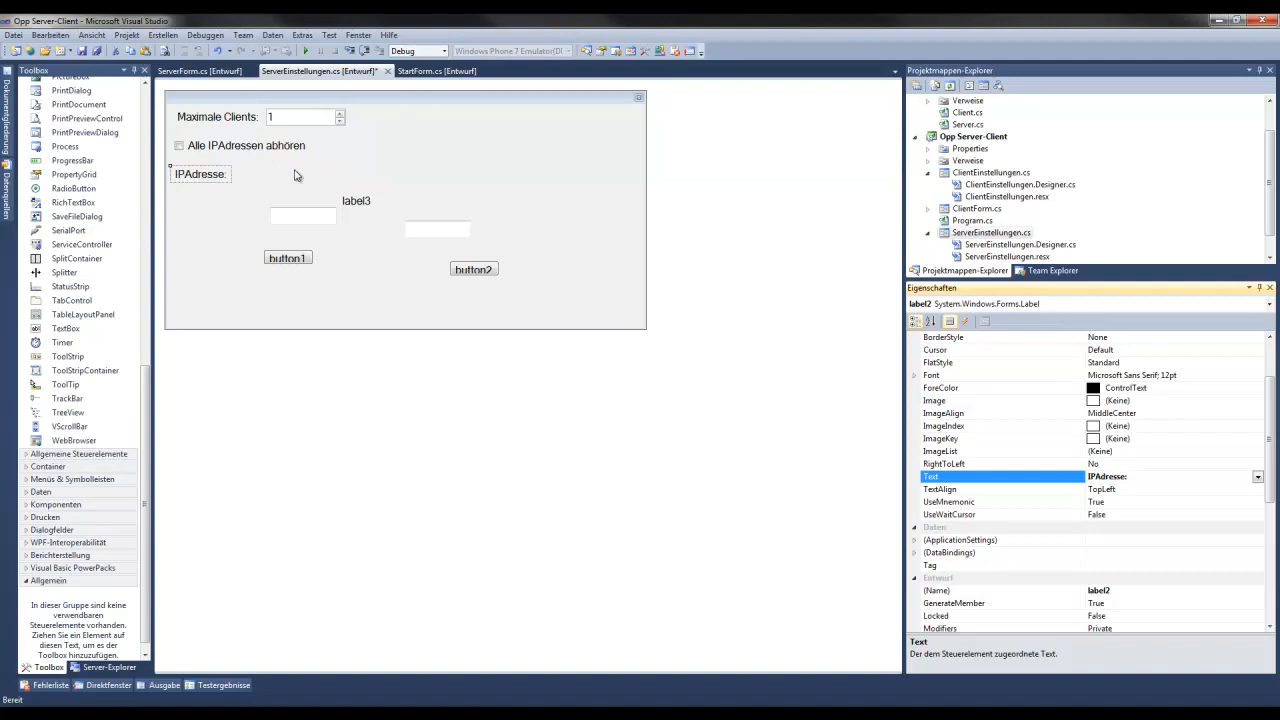 Opp Server-Client - Microsoft Visual Studio
Datei Bearbeiten Ansicht Projekt Erstellen Debuggen Team Daten Extras Test Fenster Hilfe
Debug Windows Phone 7 Emulator(DE)
Toolbox
Dokumentgliederung
Datenquellen
PrintDialog
PrintDocument
PrintPreviewControl
PrintPreviewDialog
Process
ProgressBar
PropertyGrid
RadioButton
RichTextBox
SaveFileDialog
SerialPort
ServiceController
SplitContainer
Splitter
StatusStrip
TabControl
TableLayoutPanel
TextBox
Timer
ToolStrip
ToolStripContainer
ToolTip
TrackBar
TreeView
VScrollBar
WebBrowser
Allgemeine Steuerelemente
Container
Menüs & Symbolleisten
Daten
Komponenten
Drucken
Dialogfelder
WPF-Interoperabilität
Berichterstellung
Visual Basic PowerPacks
Allgemein
In dieser Gruppe sind keine
verwendbaren
Steuerelemente vorhanden.
Ziehen Sie ein Element auf
diesen Text, um es der
Toolbox hinzuzufügen.
Toolbox Server-Explorer
ServerForm.cs [Entwurf] ServerEinstellungen.cs [Entwurf]* StartForm.cs [Entwurf]
Maximale Clients: 1
Alle IPAdressen abhören
IPAdresse:
label3
button1
button2
Projektmappen-Explorer
Verweise
Client.cs
Server.cs
Opp Server-Client
Properties
Verweise
ClientEinstellungen.cs
ClientEinstellungen.Designer.cs
ClientEinstellungen.resx
ClientForm.cs
Program.cs
ServerEinstellungen.cs
ServerEinstellungen.Designer.cs
ServerEinstellungen.resx
Projektmappen-Explorer Team Explorer
Eigenschaften
label2 System.Windows.Forms.Label
BorderStyle None
Cursor Default
FlatStyle Standard
Font Microsoft Sans Serif; 12pt
ForeColor ControlText
Image (Keine)
ImageAlign MiddleCenter
ImageIndex (Keine)
ImageKey (Keine)
ImageList (Keine)
RightToLeft No
Text IPAdresse:
TextAlign TopLeft
UseMnemonic True
UseWaitCursor False
Daten
(ApplicationSettings)
(DataBindings)
Tag
Entwurf
(Name) label2
GenerateMember True
Locked False
Modifiers Private
Text
Der dem Steuerelement zugeordnete Text.
Fehlerliste Direktfenster Ausgabe Testergebnisse
Bereit